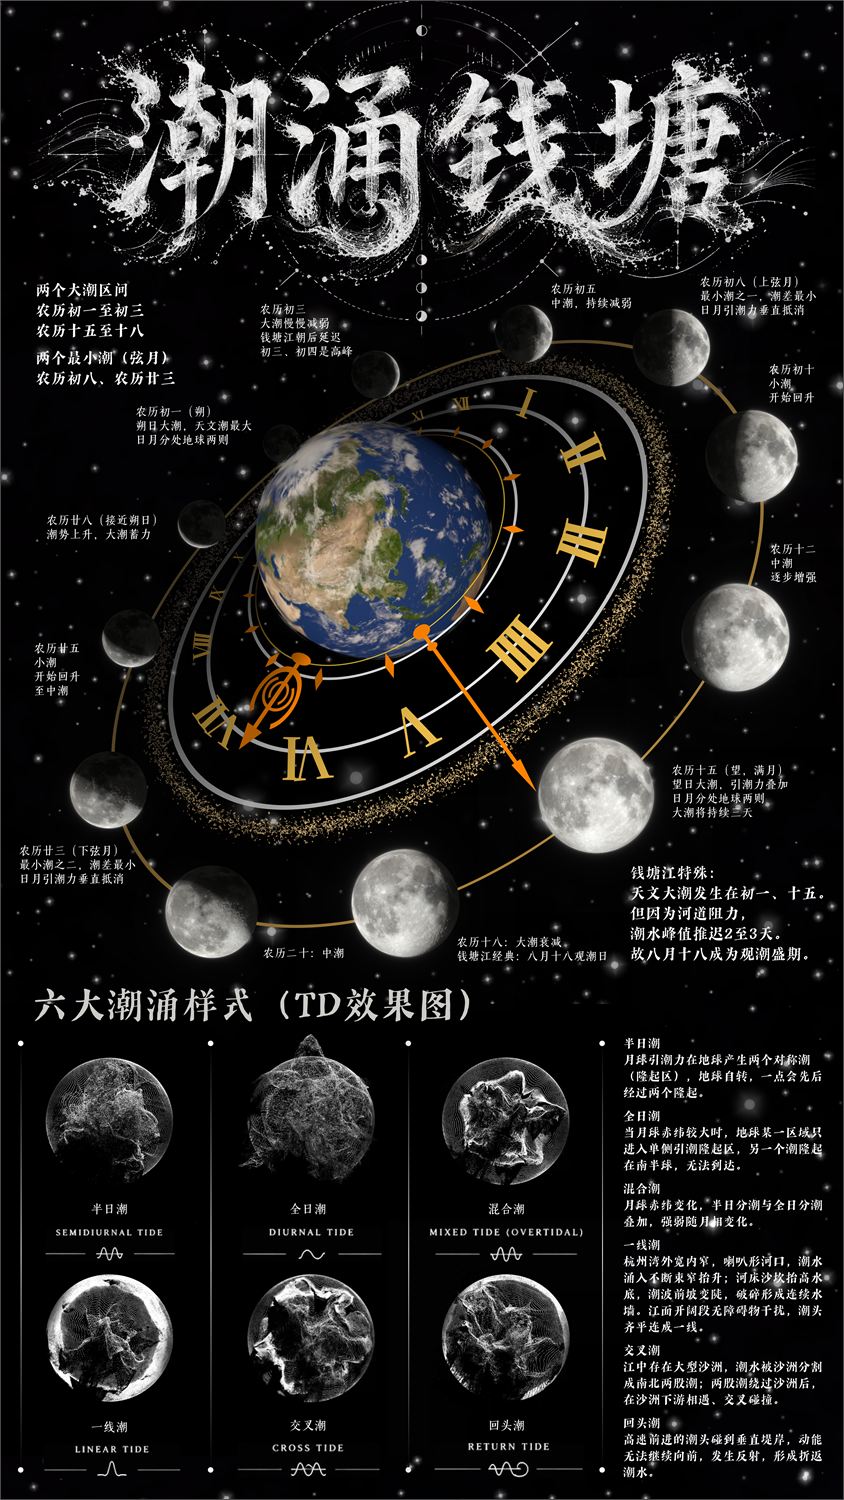 潮涌钱塘
两个大潮区间
农历初一至初三
农历十五至十八
两个最小潮（弦月）
农历初八、农历廿三
农历初三
大潮慢慢减弱
钱塘江朝后延迟
初三、初四是高峰
农历初五
中潮，持续减弱
农历初八（上弦月）
最小潮之一，潮差最小
日月引潮力垂直抵消
农历初十
小潮
开始回升
农历初一（朔）
朔日大潮，天文潮最大
日月分处地球两则
农历廿八（接近朔日）
潮势上升，大潮蓄力
农历十二
中潮
逐步增强
农历廿五
小潮
开始回升
至中潮
XI
XII
I
II
III
IIII
V
VI
VII
VIII
IX
X
农历十五（望，满月）
望日大潮，引潮力叠加
日月分处地球两则
大潮将持续三天
农历廿三（下弦月）
最小潮之二，潮差最小
日月引潮力垂直抵消
农历二十：中潮
农历十八：大潮衰减
钱塘江经典：八月十八观潮日
钱塘江特殊：
天文大潮发生在初一、十五。
但因为河道阻力，
潮水峰值推迟2至3天。
故八月十八成为观潮盛期。
六大潮涌样式（TD效果图）
半日潮
SEMIDIURNAL TIDE
全日潮
DIURNAL TIDE
混合潮
MIXED TIDE (OVERTIDAL)
一线潮
LINEAR TIDE
交叉潮
CROSS TIDE
回头潮
RETURN TIDE
半日潮
月球引潮力在地球产生两个对称潮
（隆起区），地球自转，一点会先后
经过两个隆起。
全日潮
当月球赤纬较大时，地球某一区域只
进入单侧引潮隆起区，另一个潮隆起
在南半球，无法到达。
混合潮
月球赤纬变化，半日分潮与全日分潮
叠加，强弱随月相变化。
一线潮
杭州湾外宽内窄，喇叭形河口，潮水
涌入不断束窄抬升；河床沙坎抬高水
底，潮波前坡变陡，破碎形成连续水
墙。江面开阔段无障碍物干扰，潮头
齐平连成一线。
交叉潮
江中存在大型沙洲，潮水被沙洲分割
成南北两股潮；两股潮绕过沙洲后，
在沙洲下游相遇、交叉碰撞。
回头潮
高速前进的潮头碰到垂直堤岸，动能
无法继续向前，发生反射，形成折返
潮水。